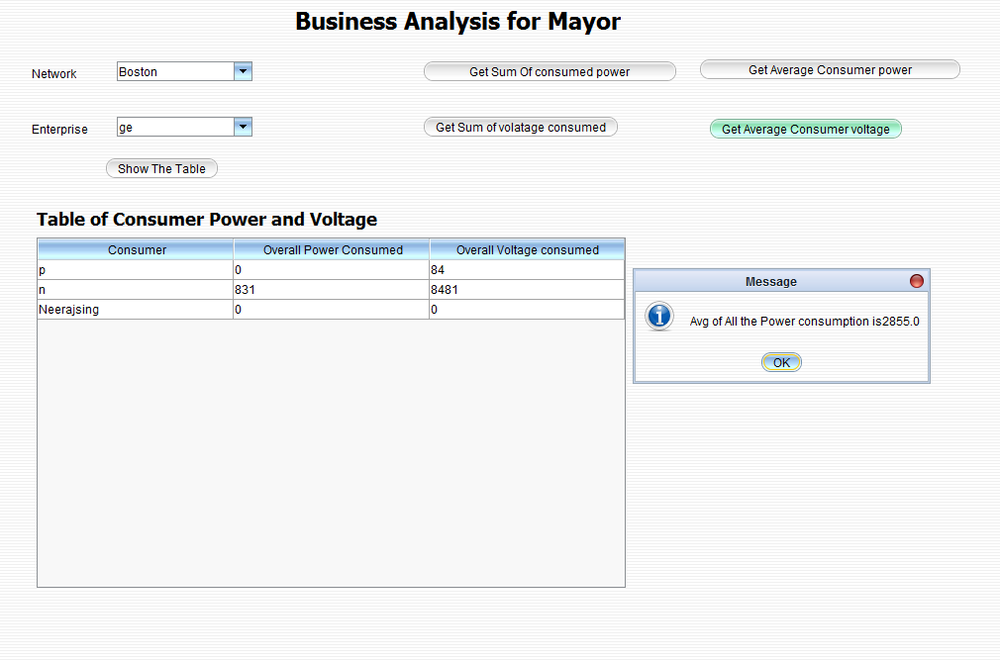 Business Analysis for Mayor
Network
Boston
Get Sum Of consumed power
Get Average Consumer power
Enterprise
ge
Get Sum of volatage consumed
Get Average Consumer voltage
Show The Table
Table of Consumer Power and Voltage
Consumer Overall Power Consumed Overall Voltage consumed
p 0 84
n 831 8481
Neerajsing 0 0
Message
Avg of All the Power consumption is2855.0
OK